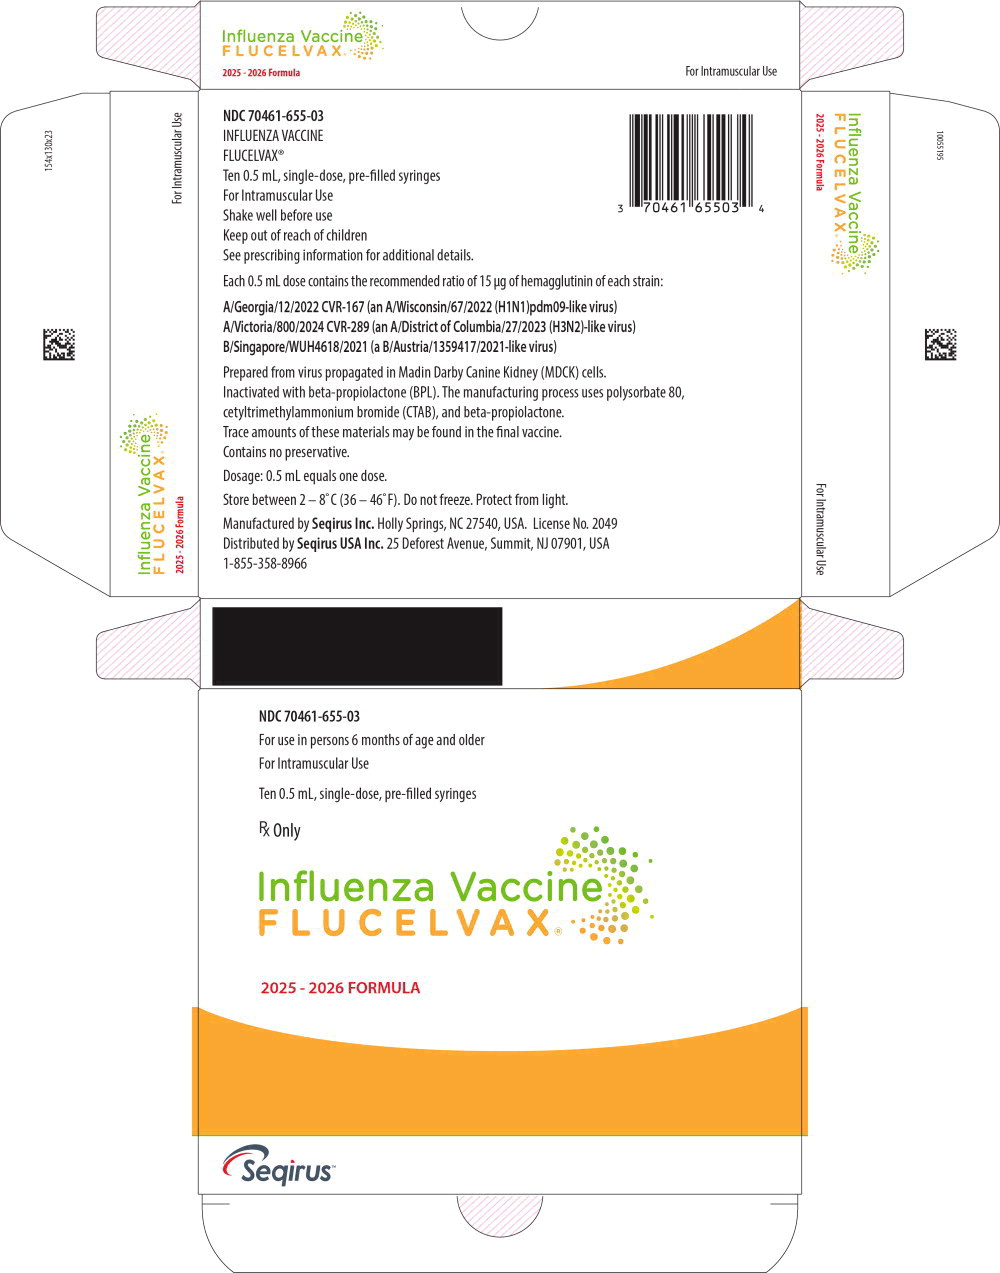 Influenza Vaccine
FLUCELVAX®
2025 - 2026 Formula
For Intramuscular Use
154x130x23
For Intramuscular Use
Influenza Vaccine
FLUCELVAX®
2025 - 2026 Formula
NDC 70461-655-03
INFLUENZA VACCINE
FLUCELVAX®
Ten 0.5 mL, single-dose, pre-filled syringes
For Intramuscular Use
Shake well before use
Keep out of reach of children
See prescribing information for additional details.
3 70461 65503 4
Each 0.5 mL dose contains the recommended ratio of 15 µg of hemagglutinin of each strain:
A/Georgia/12/2022 CVR-167 (an A/Wisconsin/67/2022 (H1N1)pdm09-like virus)
A/Victoria/800/2024 CVR-289 (an A/District of Columbia/27/2023 (H3N2)-like virus)
B/Singapore/WUH4618/2021 (a B/Austria/1359417/2021-like virus)
Prepared from virus propagated in Madin Darby Canine Kidney (MDCK) cells.
Inactivated with beta-propiolactone (BPL). The manufacturing process uses polysorbate 80,
cetyltrimethylammonium bromide (CTAB), and beta-propiolactone.
Trace amounts of these materials may be found in the final vaccine.
Contains no preservative.
Dosage: 0.5 mL equals one dose.
Store between 2 – 8˚C (36 – 46˚F). Do not freeze. Protect from light.
Manufactured by Seqirus Inc. Holly Springs, NC 27540, USA. License No. 2049
Distributed by Seqirus USA Inc. 25 Deforest Avenue, Summit, NJ 07901, USA
1-855-358-8966
Influenza Vaccine
FLUCELVAX®
2025 - 2026 Formula
For Intramuscular Use
10055195
NDC 70461-655-03
For use in persons 6 months of age and older
For Intramuscular Use
Ten 0.5 mL, single-dose, pre-filled syringes
℞ Only
Influenza Vaccine
FLUCELVAX®
2025 - 2026 FORMULA
Seqirus™